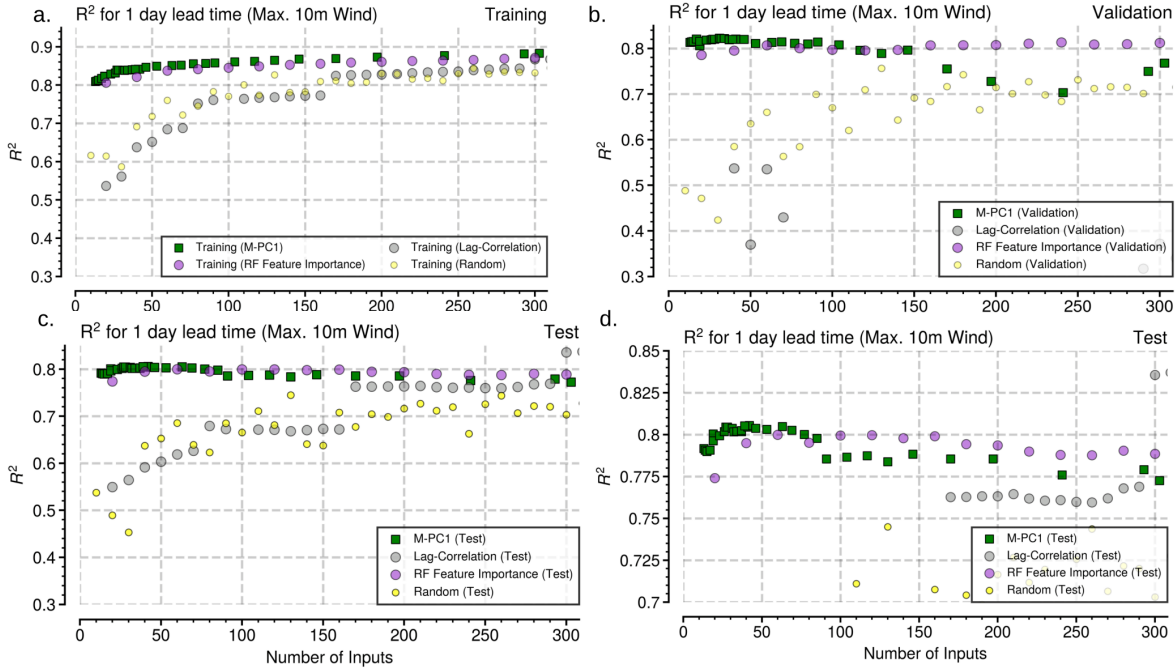 a.
R² for 1 day lead time (Max. 10m Wind) Training
0.9
0.8
0.7
0.6
0.5
0.4
0.3
R²
0 50 100 150 200 250 300
Training (M-PC1)
Training (RF Feature Importance)
Training (Lag-Correlation)
Training (Random)
b.
R² for 1 day lead time (Max. 10m Wind) Validation
0.8
0.7
0.6
0.5
0.4
0.3
R²
0 50 100 150 200 250 300
M-PC1 (Validation)
Lag-Correlation (Validation)
RF Feature Importance (Validation)
Random (Validation)
c.
R² for 1 day lead time (Max. 10m Wind) Test
0.8
0.7
0.6
0.5
0.4
0.3
R²
0 50 100 150 200 250 300
Number of Inputs
M-PC1 (Test)
Lag-Correlation (Test)
RF Feature Importance (Test)
Random (Test)
d.
R² for 1 day lead time (Max. 10m Wind) Test
0.85
0.825
0.8
0.775
0.75
0.725
0.7
R²
0 50 100 150 200 250 300
Number of Inputs
M-PC1 (Test)
Lag-Correlation (Test)
RF Feature Importance (Test)
Random (Test)